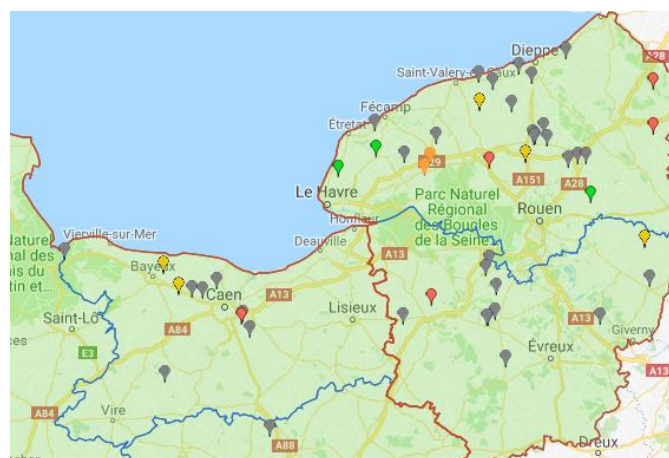 Dieppe
A28
Saint-Valery-en-Caux
Fécamp
Étretat
A29
A151
A28
Le Havre
Parc Naturel
Régional
des Boucles
de la Seine
Rouen
Honfleur
Deauville
Vierville-sur-Mer
Naturel
Bayeux
A13
Caen
A13
Lisieux
Saint-Lô
A84
A13
Giverny
E3
Évreux
A13
Vire
A84
A88
Dreux